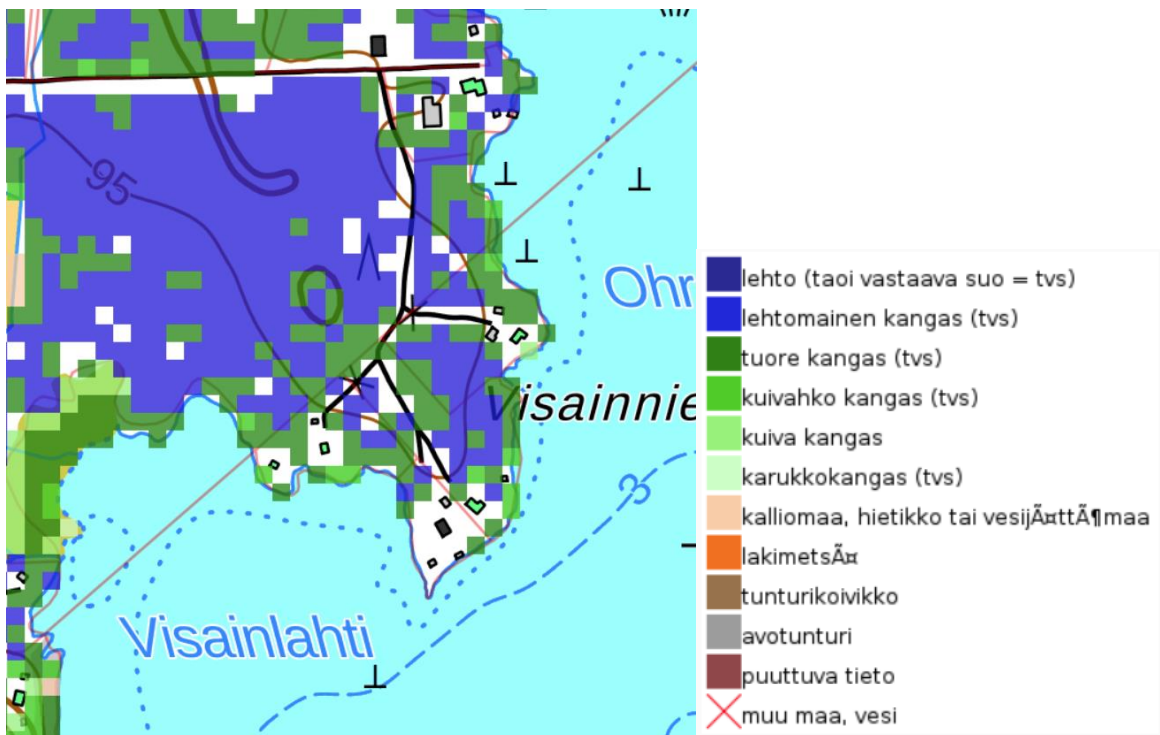 95
Ohr
Visainnie
3
Visainlahti
lehto (taoi vastaava suo = tvs)
lehtomainen kangas (tvs)
tuore kangas (tvs)
kuivahko kangas (tvs)
kuiva kangas
karukkokangas (tvs)
kalliomaa, hietikko tai vesijÃ¤ttÃ¶maa
lakimetsÃ¤
tunturikoivikko
avotunturi
puuttuva tieto
muu maa, vesi